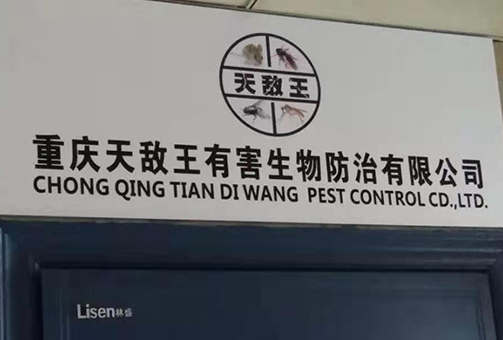 天敌王
重庆天敌王有害生物防治有限公司
CHONG QING TIAN DI WANG PEST CONTROL CD.,LTD.
Lisen林盛